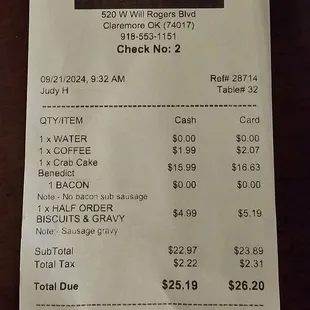 520 W Will Rogers Blvd
Claremore OK (74017)
918-553-1151
Check No: 2
09/21/2024, 9:32 AM Ref# 28714
Judy H Table# 32
QTY/ITEM Cash Card
1 x WATER $0.00 $0.00
1 x COFFEE $1.99 $2.07
1 x Crab Cake $15.99 $16.63
Benedict
1 BACON $0.00 $0.00
Note:- No bacon sub sausage
1 x HALF ORDER $4.99 $5.19
BISCUITS & GRAVY
Note:- Sausage gravy
SubTotal $22.97 $23.89
Total Tax $2.22 $2.31
Total Due $25.19 $26.20